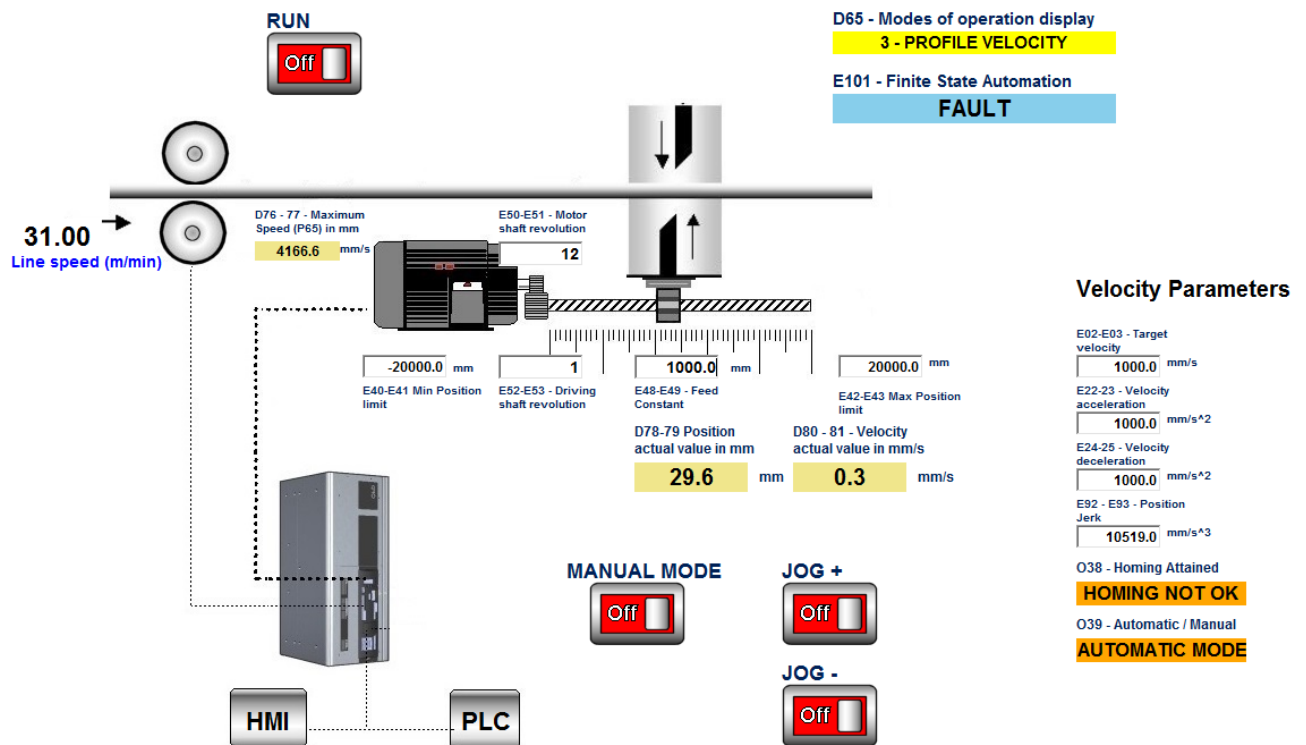 RUN
Off
D65 - Modes of operation display
3 - PROFILE VELOCITY
E101 - Finite State Automation
FAULT
31.00
Line speed (m/min)
D76 - 77 - Maximum
Speed (P65) in mm
4166.6 mm/s
E50-E51 - Motor
shaft revolution
12
-20000.0 mm
E40-E41 Min Position
limit
1
E52-E53 - Driving
shaft revolution
1000.0 mm
E48-E49 - Feed
Constant
20000.0 mm
E42-E43 Max Position
limit
D78-79 Position
actual value in mm
29.6 mm
D80 - 81 - Velocity
actual value in mm/s
0.3 mm/s
Velocity Parameters
E02-E03 - Target
velocity
1000.0 mm/s
E22-23 - Velocity
acceleration
1000.0 mm/s^2
E24-25 - Velocity
deceleration
1000.0 mm/s^2
E92 - E93 - Position
Jerk
10519.0 mm/s^3
O38 - Homing Attained
HOMING NOT OK
O39 - Automatic / Manual
AUTOMATIC MODE
MANUAL MODE
Off
JOG +
Off
JOG -
Off
HMI
PLC